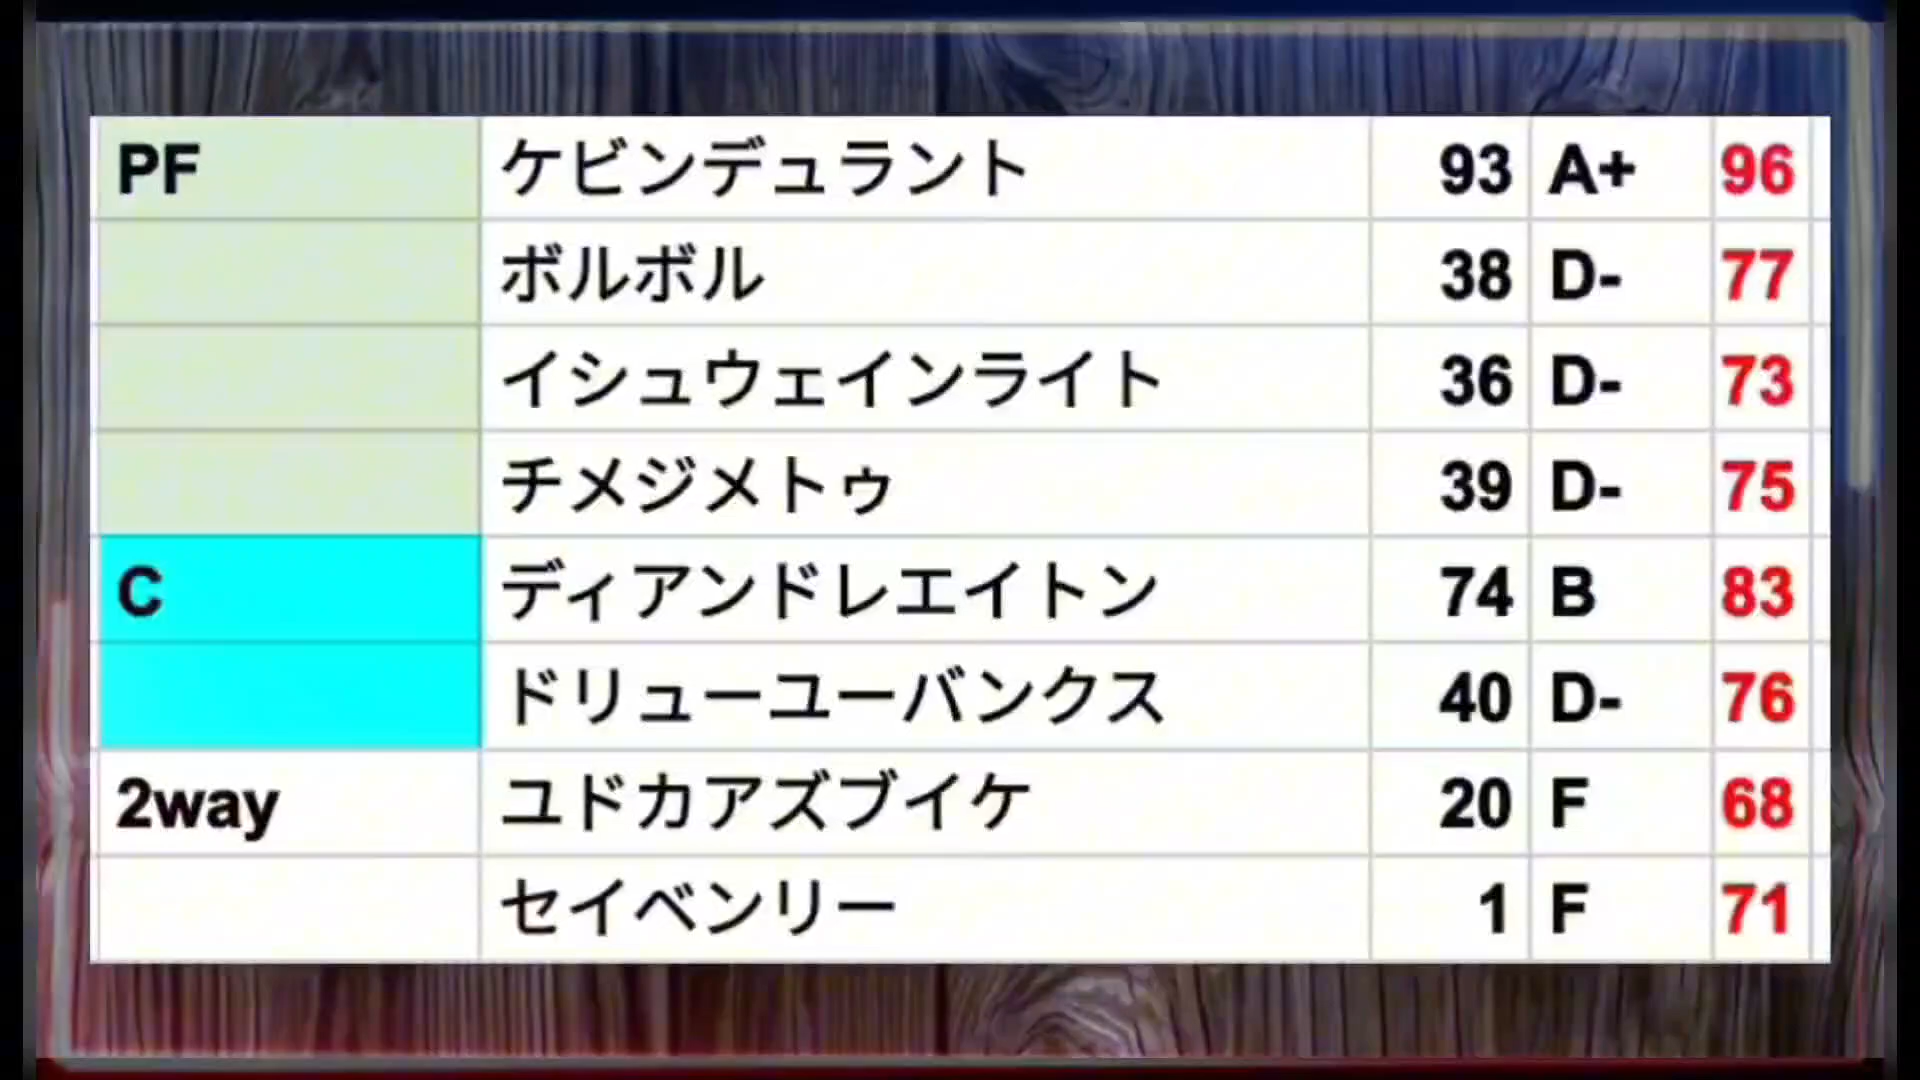 PF ケビンデュラント 93 A+ 96
ボルボル 38 D- 77
イシュウェインライト 36 D- 73
チメジメトゥ 39 D- 75
C ディアンドレエイトン 74 B 83
ドリューユーバンクス 40 D- 76
2way ユドカアズブイケ 20 F 68
セイベンリー 1 F 71